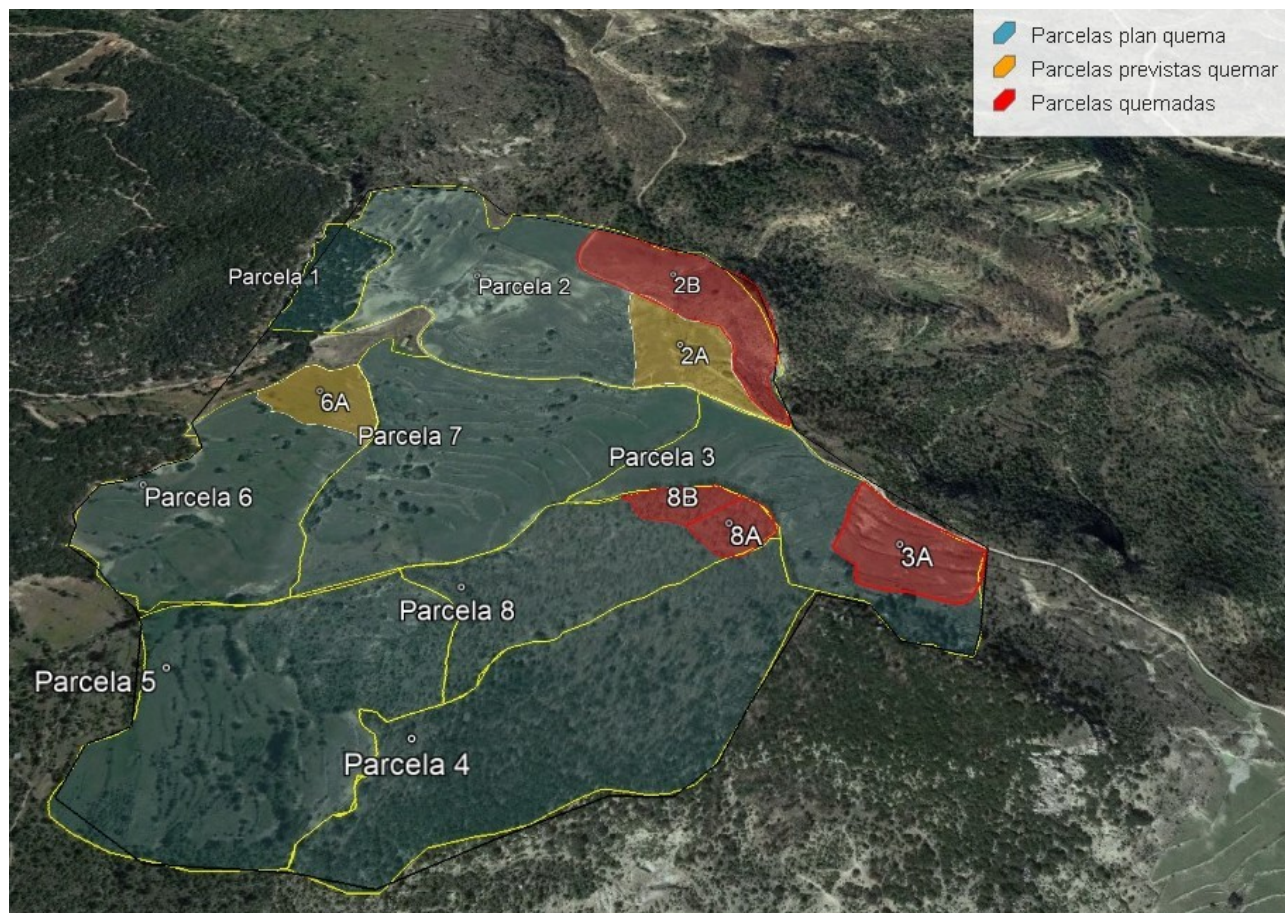 Parcelas plan quema
Parcelas previstas quemar
Parcelas quemadas
Parcela 1
Parcela 2
2B
2A
6A
Parcela 7
Parcela 3
Parcela 6
8B
8A
3A
Parcela 8
Parcela 5
Parcela 4